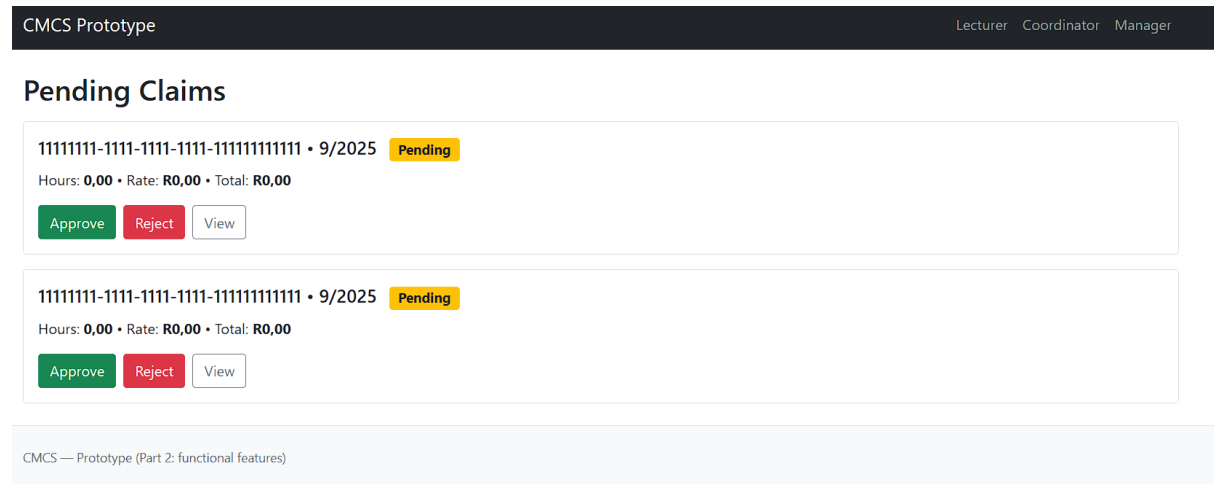 CMCS Prototype Lecturer Coordinator Manager
Pending Claims
11111111-1111-1111-1111-111111111111 • 9/2025 Pending
Hours: 0,00 • Rate: R0,00 • Total: R0,00
Approve Reject View
11111111-1111-1111-1111-111111111111 • 9/2025 Pending
Hours: 0,00 • Rate: R0,00 • Total: R0,00
Approve Reject View
CMCS — Prototype (Part 2: functional features)